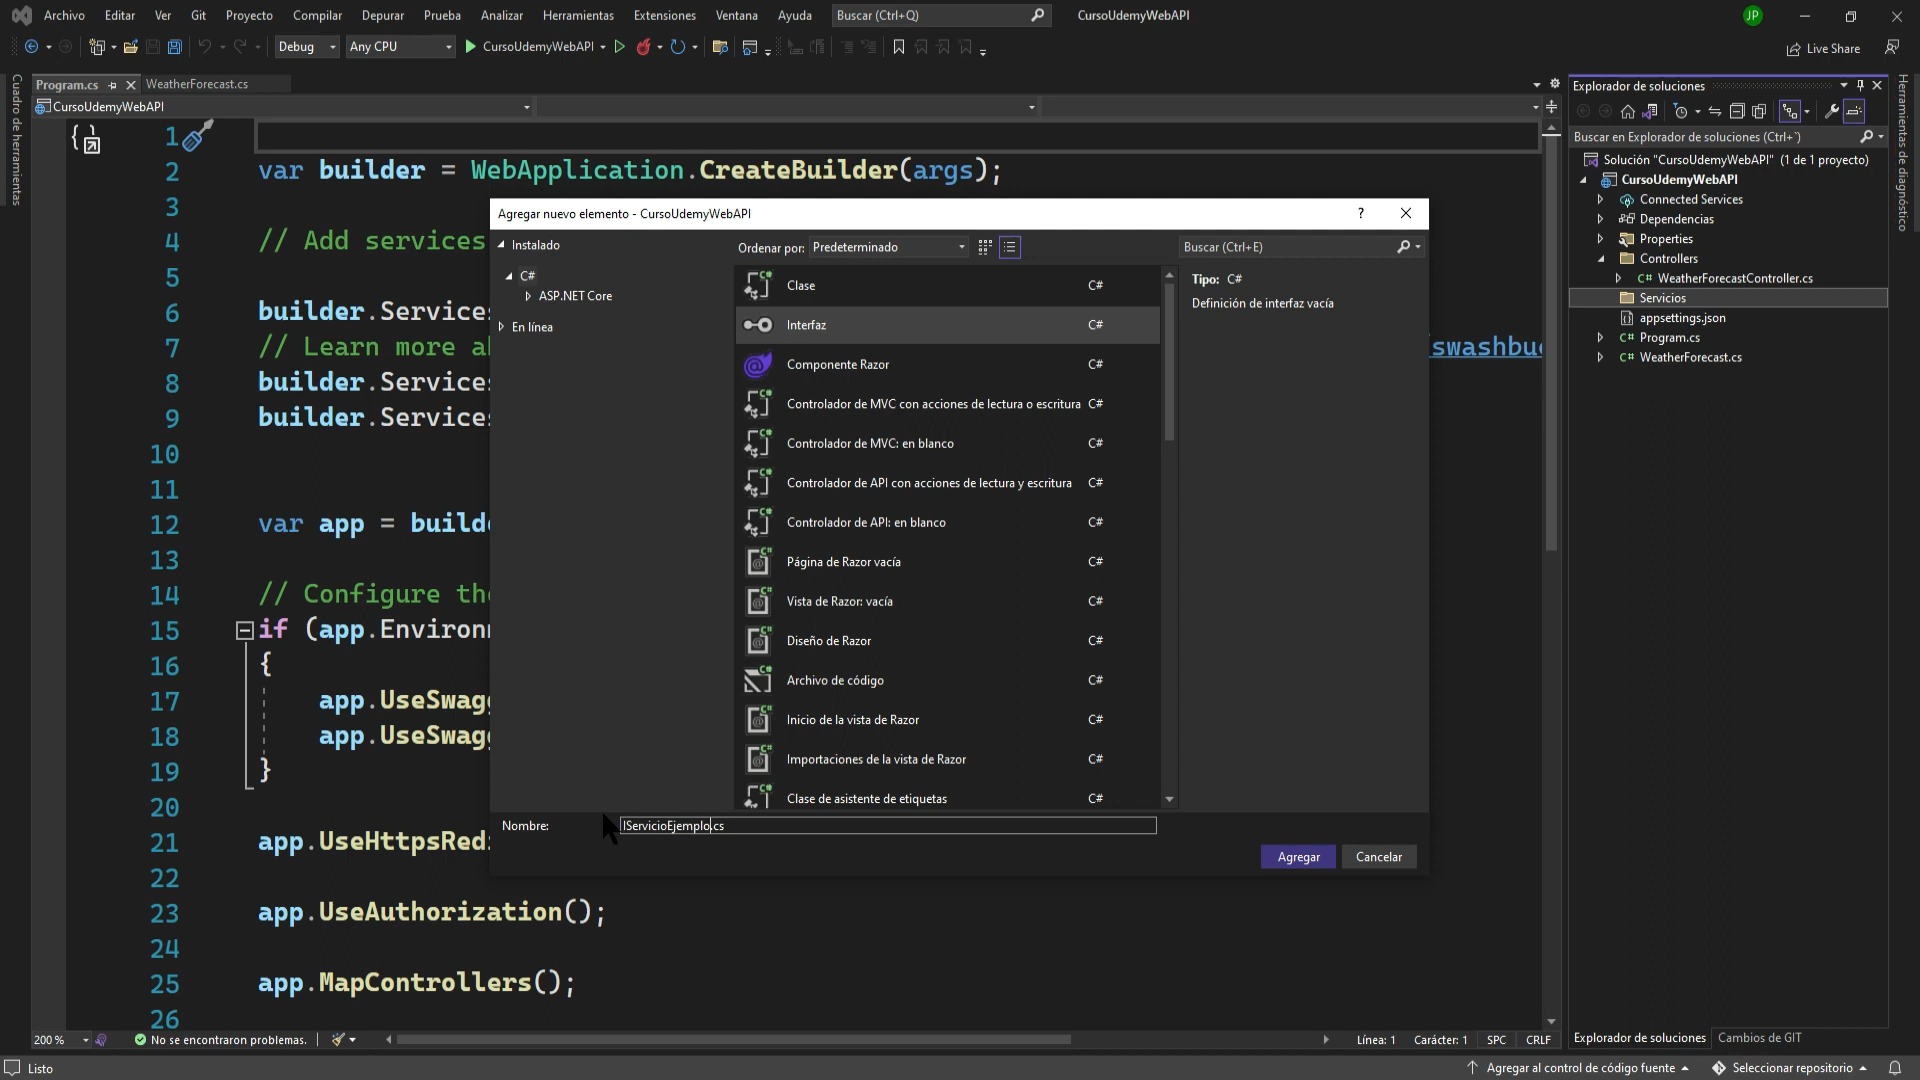 Archivo Editar Ver Git Proyecto Compilar Depurar Prueba Analizar Herramientas Extensiones Ventana Ayuda Buscar (Ctrl+Q) CursoUdemyWebAPI JP
Debug Any CPU CursoUdemyWebAPI Live Share
Program.cs WeatherForecast.cs
CursoUdemyWebAPI
Cuadro de herramientas
1
2 var builder = WebApplication.CreateBuilder(args);
3
4 // Add services
5
6 builder.Services
7 // Learn more a
swashbu
8 builder.Services
9 builder.Services
10
11
12 var app = build
13
14 // Configure the
15 if (app.Environ
16 {
17 app.UseSwag
18 app.UseSwag
19 }
20
21 app.UseHttpsRed
22
23 app.UseAuthorization();
24
25 app.MapControllers();
26
Agregar nuevo elemento - CursoUdemyWebAPI ?
Instalado
C#
ASP.NET Core
En línea
Ordenar por: Predeterminado
Buscar (Ctrl+E)
Clase C#
Interfaz C#
Componente Razor C#
Controlador de MVC con acciones de lectura o escritura C#
Controlador de MVC: en blanco C#
Controlador de API con acciones de lectura y escritura C#
Controlador de API: en blanco C#
Página de Razor vacía C#
Vista de Razor: vacía C#
Diseño de Razor C#
Archivo de código C#
Inicio de la vista de Razor C#
Importaciones de la vista de Razor C#
Clase de asistente de etiquetas C#
Tipo: C#
Definición de interfaz vacía
Nombre: IServicioEjemplo.cs
Agregar Cancelar
Explorador de soluciones
Buscar en Explorador de soluciones (Ctrl+`)
Solución "CursoUdemyWebAPI" (1 de 1 proyecto)
CursoUdemyWebAPI
Connected Services
Dependencias
Properties
Controllers
C# WeatherForecastController.cs
Servicios
appsettings.json
C# Program.cs
C# WeatherForecast.cs
Herramientas de diagnóstico
Explorador de soluciones Cambios de GIT
200 % No se encontraron problemas. Línea: 1 Carácter: 1 SPC CRLF
Listo Agregar al control de código fuente Seleccionar repositorio